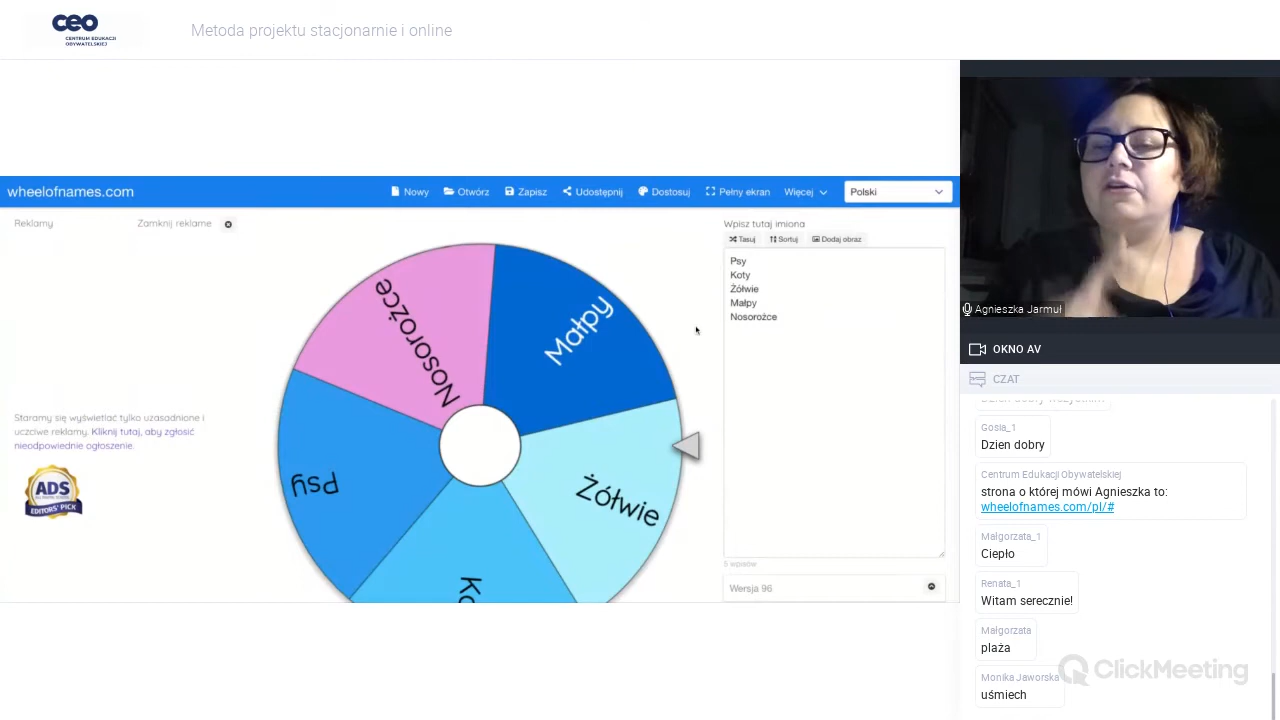 ceo
CENTRUM EDUKACJI
OBYWATELSKIEJ
Metoda projektu stacjonarnie i online
wheelofnames.com
Nowy
Otwórz
Zapisz
Udostępnij
Dostosuj
Pełny ekran
Więcej
Polski
Reklamy
Zamknij reklamę
Wpisz tutaj imiona
Tasuj
Sortuj
Dodaj obraz
Psy
Koty
Żółwie
Małpy
Nosorożce
Nosorożce
Małpy
Żółwie
Ko
Psy
Staramy się wyświetlać tylko uzasadnione i
uczciwe reklamy. Kliknij tutaj, aby zgłosić
nieodpowiednie ogłoszenie.
ADS
EDITORS' PICK
5 wpisów
Wersja 96
Agnieszka Jarmuł
OKNO AV
CZAT
Gosia_1
Dzien dobry
Centrum Edukacji Obywatelskiej
strona o której mówi Agnieszka to:
wheelofnames.com/pl/#
Małgorzata_1
Ciepło
Renata_1
Witam serecznie!
Małgorzata
plaża
Monika Jaworska
uśmiech
ClickMeeting